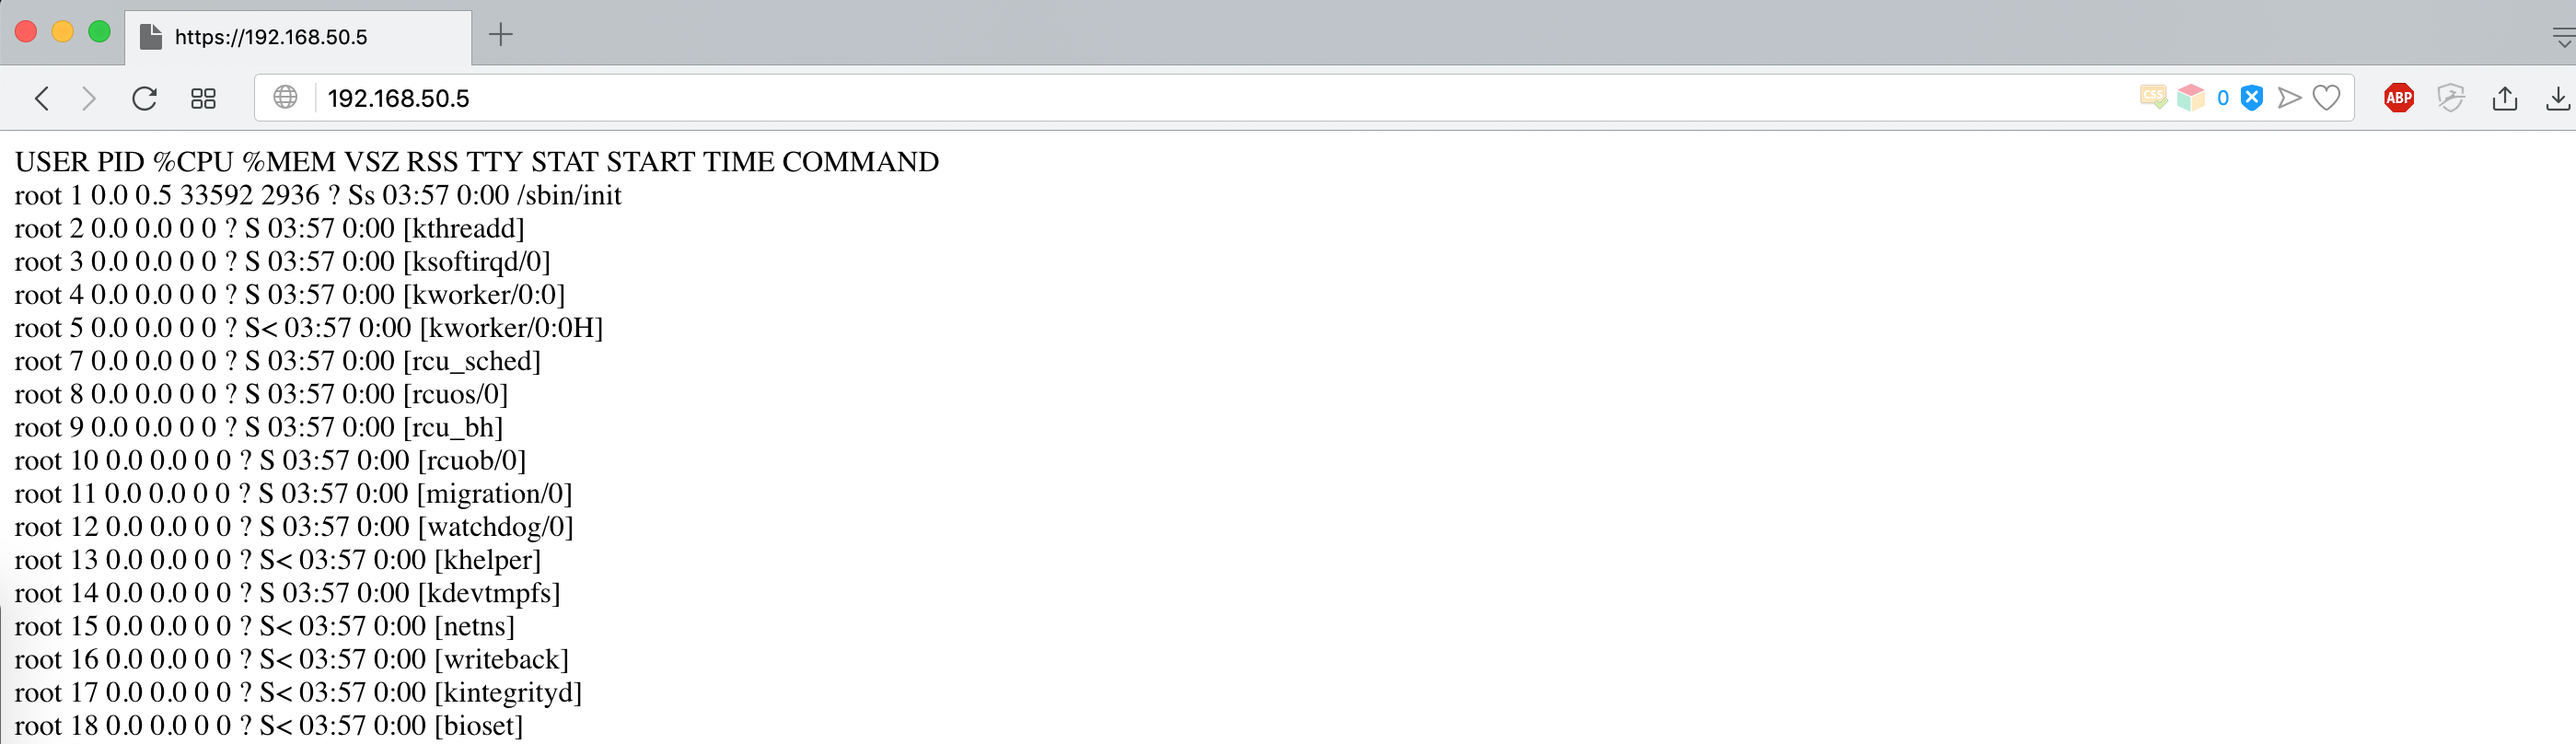 https://192.168.50.5
192.168.50.5
CSS
0
ABP
USER PID %CPU %MEM VSZ RSS TTY STAT START TIME COMMAND
root 1 0.0 0.5 33592 2936 ? Ss 03:57 0:00 /sbin/init
root 2 0.0 0.0 0 0 ? S 03:57 0:00 [kthreadd]
root 3 0.0 0.0 0 0 ? S 03:57 0:00 [ksoftirqd/0]
root 4 0.0 0.0 0 0 ? S 03:57 0:00 [kworker/0:0]
root 5 0.0 0.0 0 0 ? S< 03:57 0:00 [kworker/0:0H]
root 7 0.0 0.0 0 0 ? S 03:57 0:00 [rcu_sched]
root 8 0.0 0.0 0 0 ? S 03:57 0:00 [rcuos/0]
root 9 0.0 0.0 0 0 ? S 03:57 0:00 [rcu_bh]
root 10 0.0 0.0 0 0 ? S 03:57 0:00 [rcuob/0]
root 11 0.0 0.0 0 0 ? S 03:57 0:00 [migration/0]
root 12 0.0 0.0 0 0 ? S 03:57 0:00 [watchdog/0]
root 13 0.0 0.0 0 0 ? S< 03:57 0:00 [khelper]
root 14 0.0 0.0 0 0 ? S 03:57 0:00 [kdevtmpfs]
root 15 0.0 0.0 0 0 ? S< 03:57 0:00 [netns]
root 16 0.0 0.0 0 0 ? S< 03:57 0:00 [writeback]
root 17 0.0 0.0 0 0 ? S< 03:57 0:00 [kintegrityd]
root 18 0.0 0.0 0 0 ? S< 03:57 0:00 [bioset]